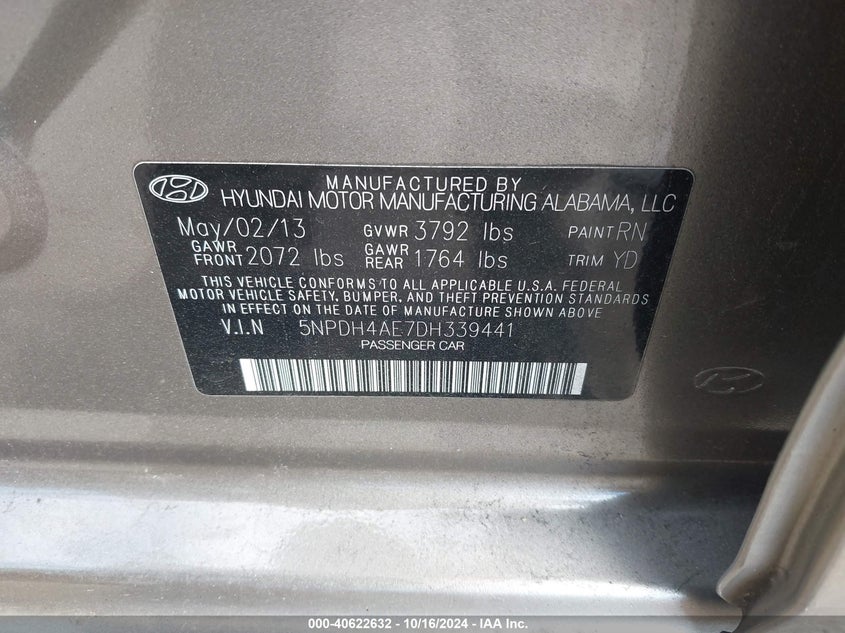 MANUFACTURED BY
HYUNDAI MOTOR MANUFACTURING ALABAMA, LLC
May/02/13 GVWR 3792 lbs PAINT RN
GAWR FRONT 2072 lbs GAWR REAR 1764 lbs TRIM YD
THIS VEHICLE CONFORMS TO ALL APPLICABLE U.S.A. FEDERAL
MOTOR VEHICLE SAFETY, BUMPER, AND THEFT PREVENTION STANDARDS
IN EFFECT ON THE DATE OF MANUFACTURE SHOWN ABOVE.
V.I.N 5NPDH4AE7DH339441
PASSENGER CAR
000-40622632 - 10/16/2024 - IAA Inc.